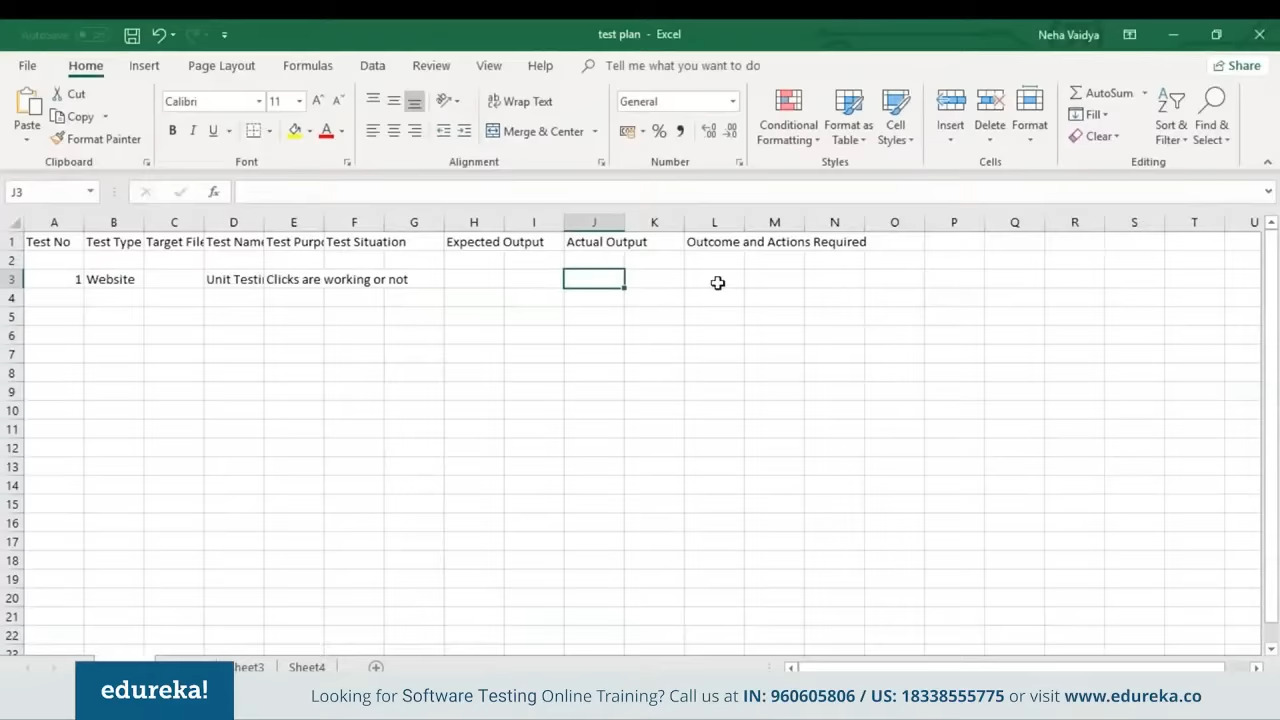 AutoSave
test plan - Excel
Neha Vaidya
File Home Insert Page Layout Formulas Data Review View Help Tell me what you want to do Share
Paste
Cut
Copy
Format Painter
Clipboard
Calibri 11
B I U
Font
Wrap Text
Merge & Center
Alignment
General
Number
Conditional Formatting
Format as Table
Cell Styles
Styles
Insert Delete Format
Cells
AutoSum
Fill
Clear
Sort & Filter
Find & Select
Editing
J3 fx
A B C D E F G H I J K L M N O P Q R S T U
1 Test No Test Type Target File Test Name Test Purpo Test Situation Expected Output Actual Output Outcome and Actions Required
2
3 1 Website Unit Testi Clicks are working or not
4
5
6
7
8
9
10
11
12
13
14
15
16
17
18
19
20
21
22
23
heet3 Sheet4
edureka!
Looking for Software Testing Online Training? Call us at IN: 960605806 / US: 18338555775 or visit www.edureka.co